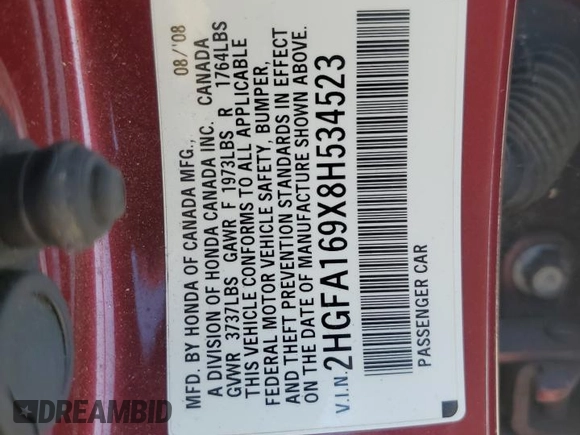 MFD. BY HONDA OF CANADA MFG., 08/'08
A DIVISION OF HONDA CANADA INC. CANADA
GVWR 3737LBS GAWR F 1973LBS R 1764LBS
THIS VEHICLE CONFORMS TO ALL APPLICABLE
FEDERAL MOTOR VEHICLE SAFETY, BUMPER,
AND THEFT PREVENTION STANDARDS IN EFFECT
ON THE DATE OF MANUFACTURE SHOWN ABOVE.
V.I.N. 2HGFA169X8H534523
PASSENGER CAR
DREAMBID